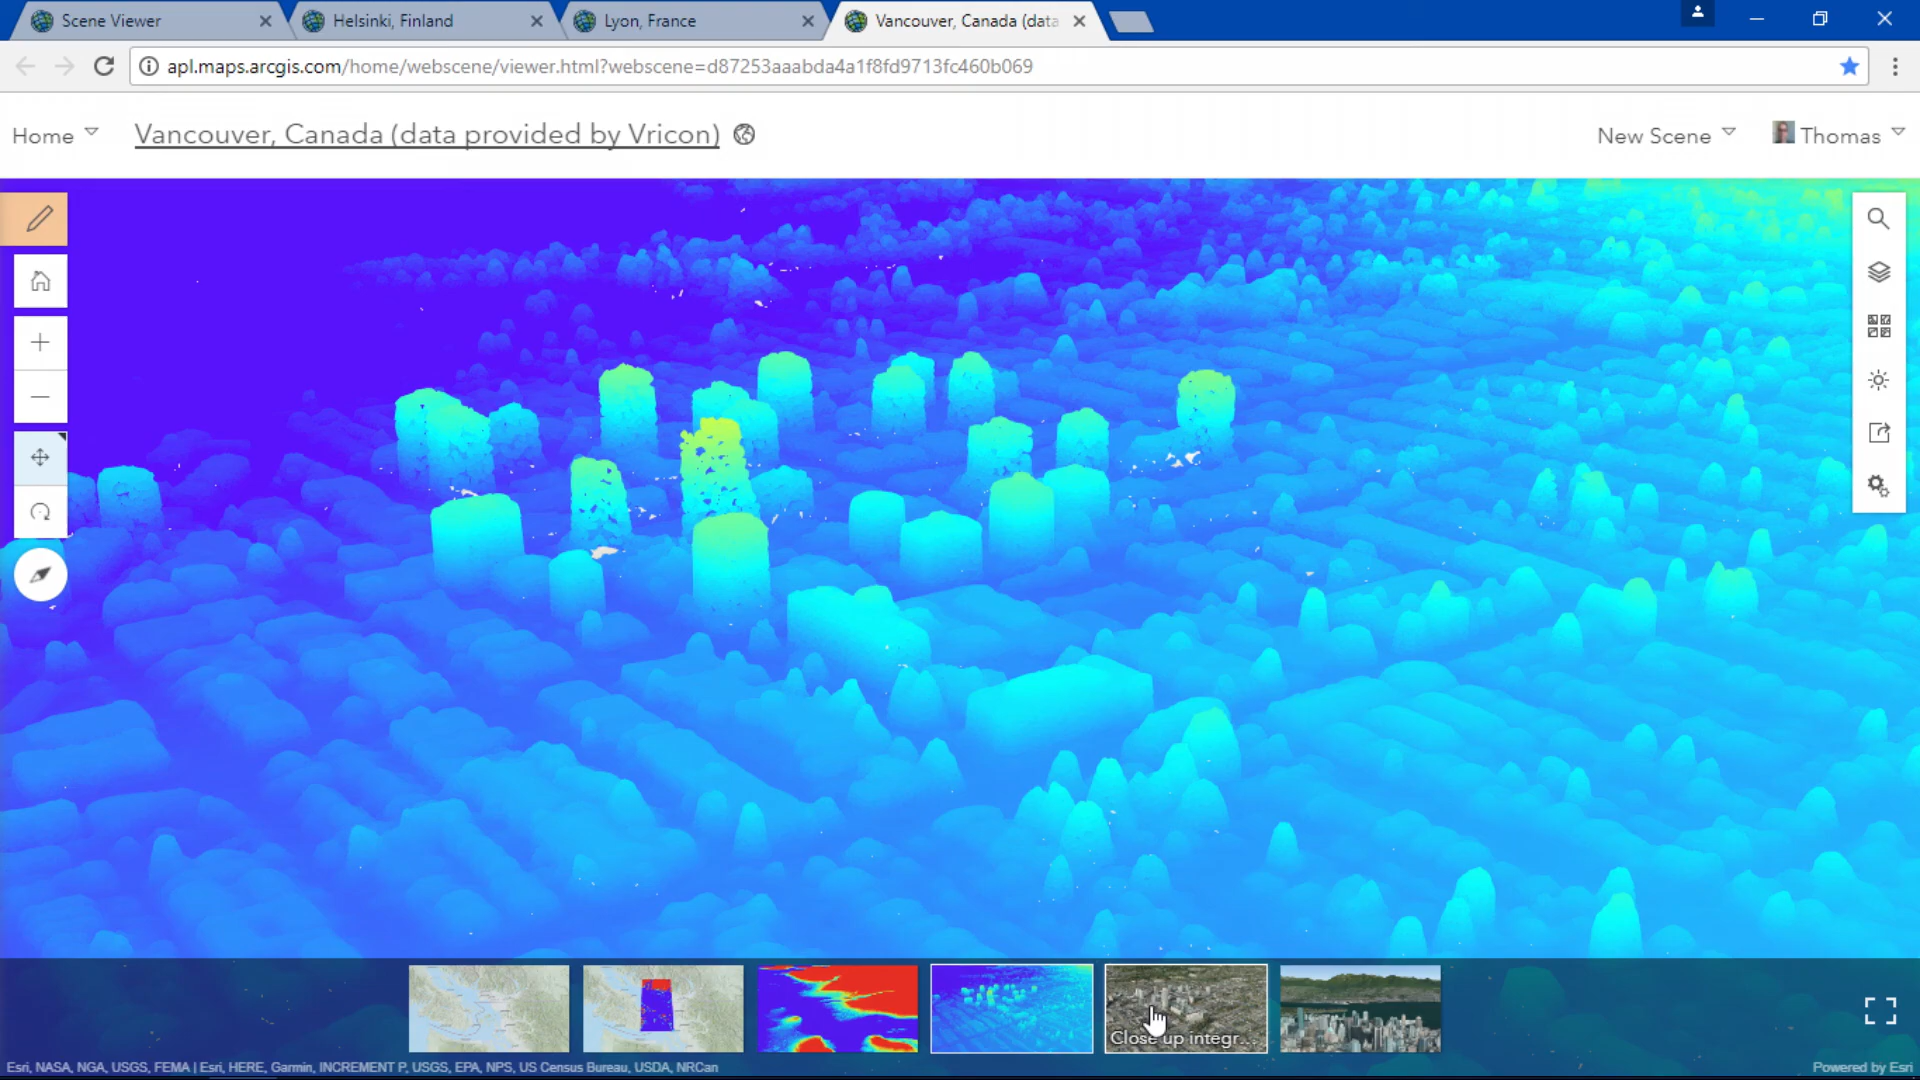 Scene Viewer
Helsinki, Finland
Lyon, France
Vancouver, Canada (data
apl.maps.arcgis.com/home/webscene/viewer.html?webscene=d87253aaabda4a1f8fd9713fc460b069
Home
Vancouver, Canada (data provided by Vricon)
New Scene
Thomas
Close up integr...
Esri, NASA, NGA, USGS, FEMA | Esri, HERE, Garmin, INCREMENT P, USGS, EPA, NPS, US Census Bureau, USDA, NRCan
Powered by Esri